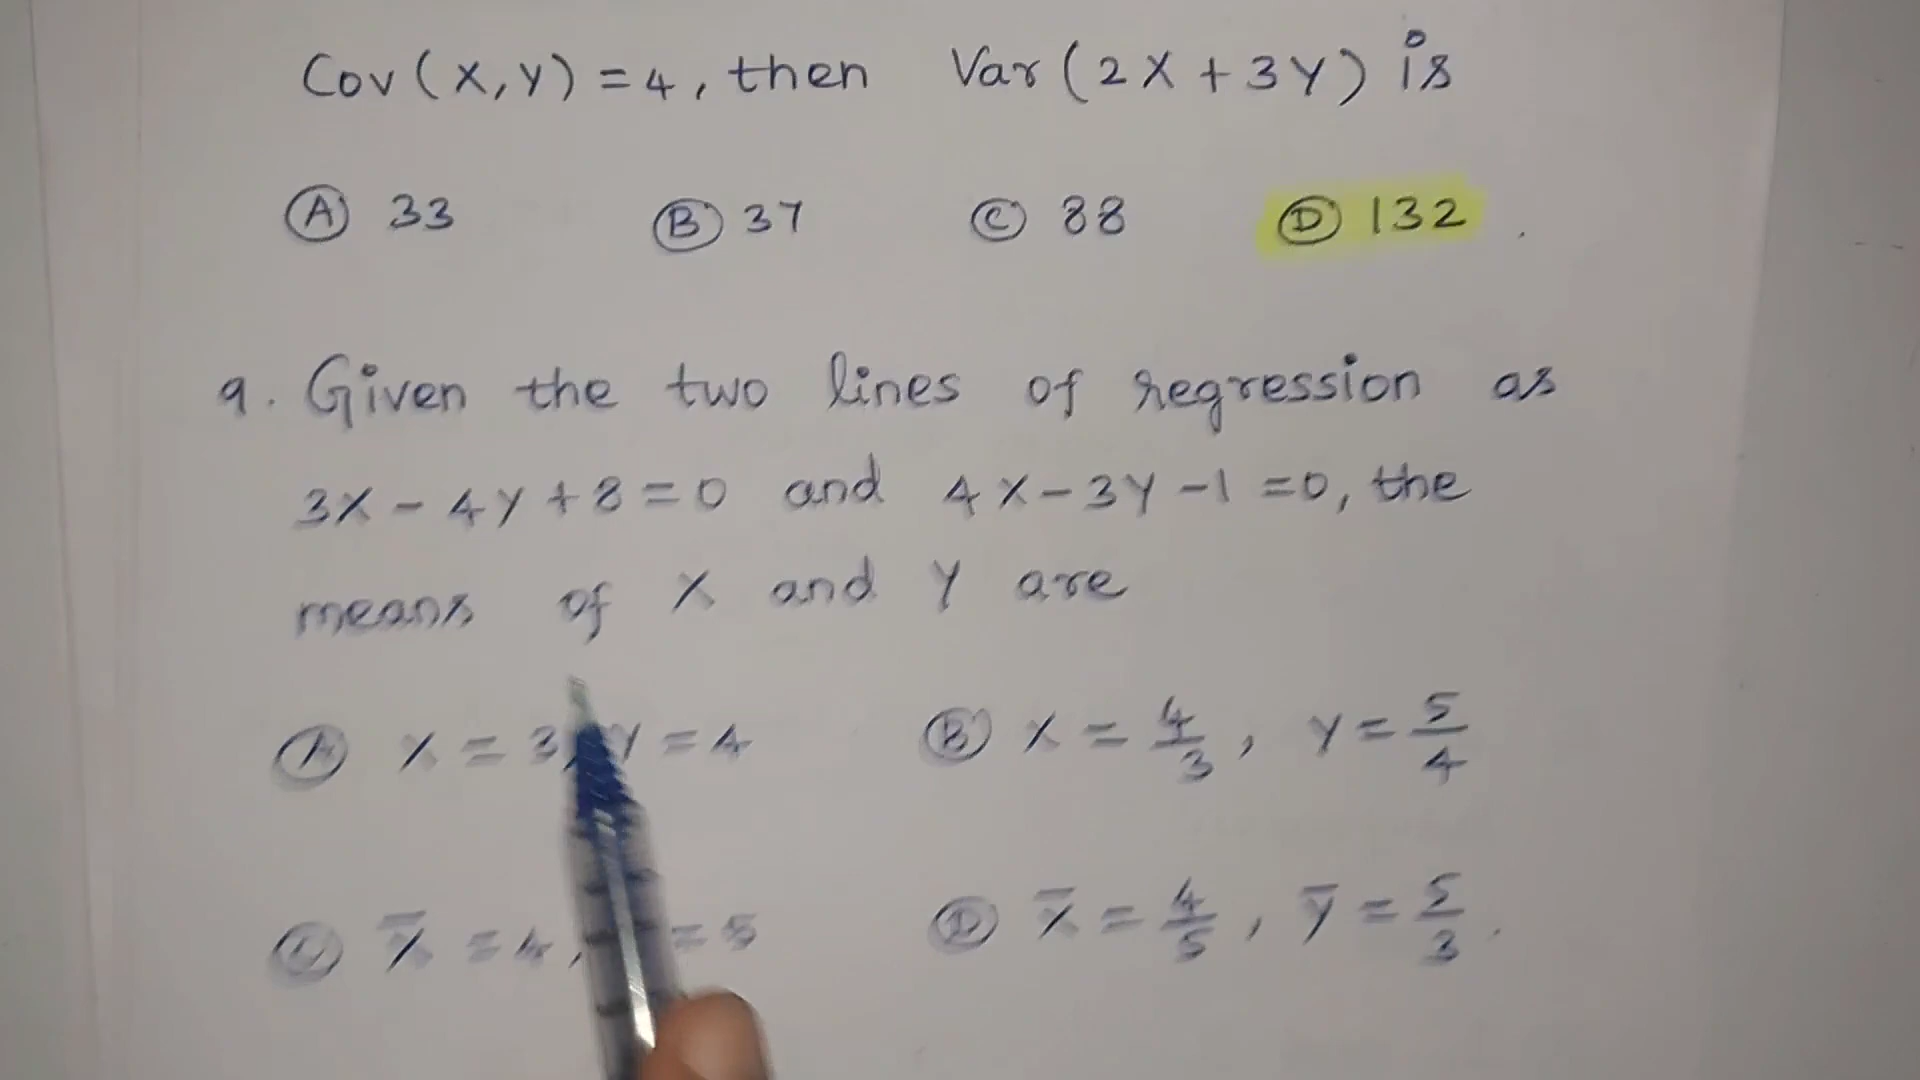 Cov(X,Y)=4, then Var(2X+3Y) is
(A) 33 (B) 37 (C) 88 (D) 132.
9. Given the two lines of regression as
3X-4Y+8=0 and 4X-3Y-1=0, the
means of X and Y are
(A) X=3, Y=4 (B) X=4/3, Y=5/4
(C) X̄=4, =5 (D) X̄=4/5, Ȳ=5/3.